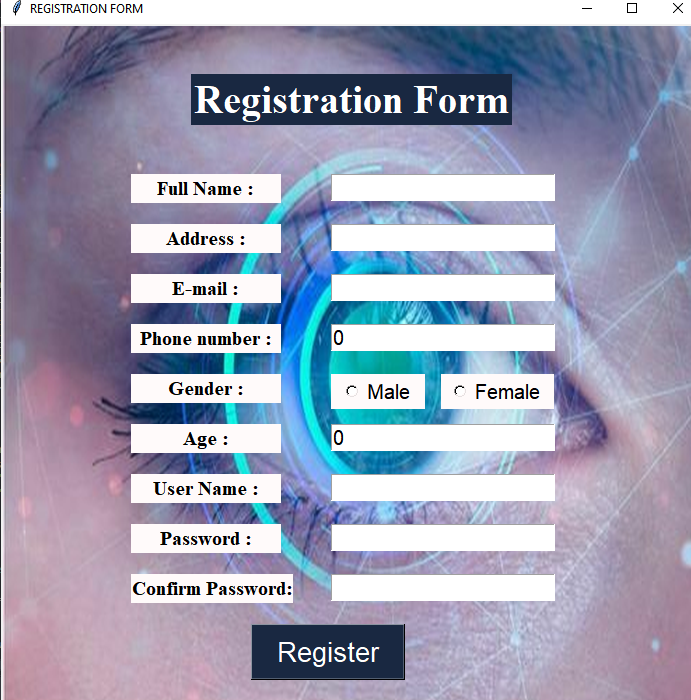 REGISTRATION FORM
Registration Form
Full Name :
Address :
E-mail :
Phone number : 0
Gender : Male Female
Age : 0
User Name :
Password :
Confirm Password:
Register